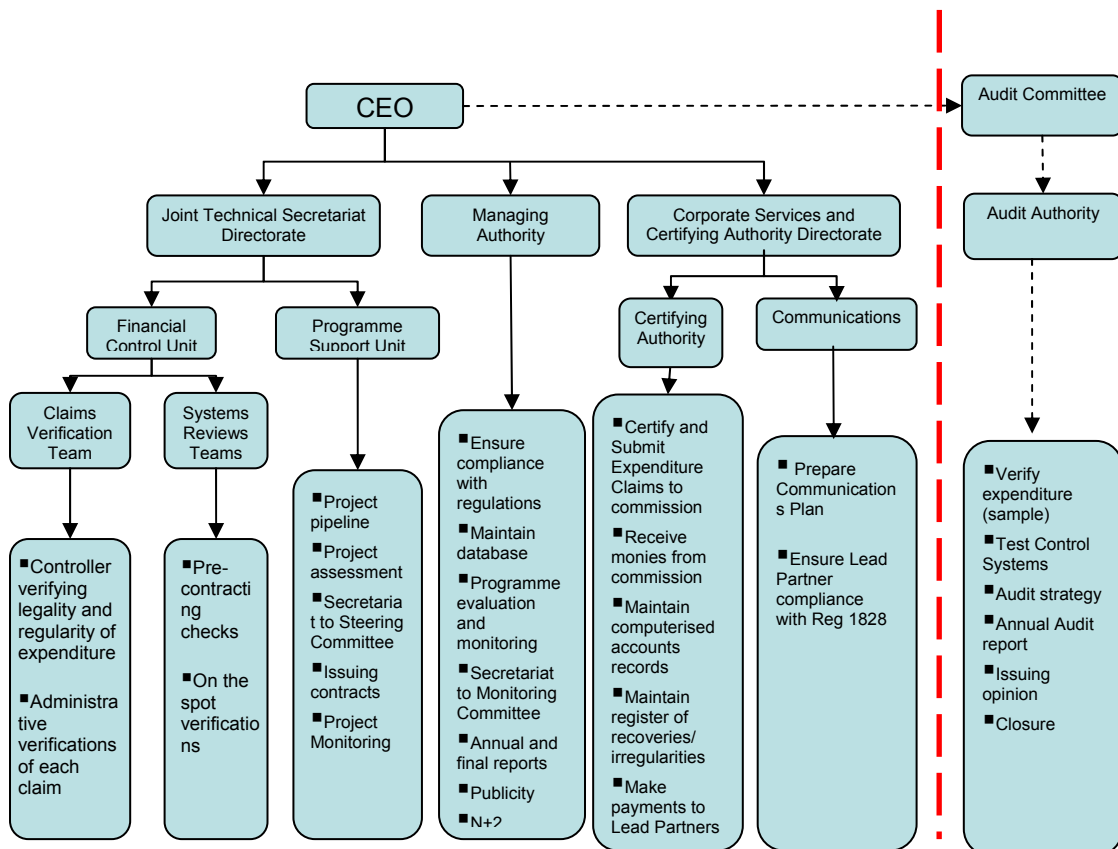 CEO
Audit Committee
Joint Technical Secretariat
Directorate
Managing
Authority
Corporate Services and
Certifying Authority Directorate
Audit Authority
Financial
Control Unit
Programme
Support Unit
Certifying
Authority
Communications
Claims
Verification
Team
Systems
Reviews
Teams
▪Controller
verifying
legality and
regularity of
expenditure
▪Administra
tive
verifications
of each
claim
▪Pre-
contracti
ng
checks
▪On the
spot
verificatio
ns
▪Project
pipeline
▪Project
assessment
▪Secretaria
t to Steering
Committee
▪Issuing
contracts
▪Project
Monitoring
▪Ensure
compliance
with
regulations
▪Maintain
database
▪Programme
evaluation
and
monitoring
▪Secretariat
to Monitoring
Committee
▪Annual and
final reports
▪Publicity
▪N+2
▪Certify and
Submit
Expenditure
Claims to
commission
▪Receive
monies from
commission
▪Maintain
computerised
accounts
records
▪Maintain
register of
recoveries/
irregularities
▪Make
payments to
Lead Partners
▪ Prepare
Communication
s Plan
▪Ensure Lead
Partner
compliance
with Reg 1828
▪Verify
expenditure
(sample)
▪Test Control
Systems
▪Audit strategy
▪Annual Audit
report
▪Issuing
opinion
▪Closure